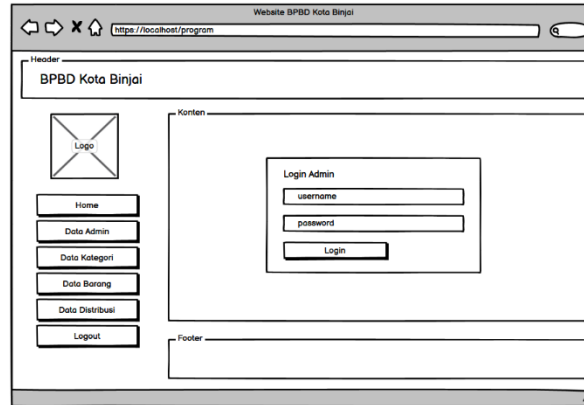 Website BPBD Kota Binjai
https://localhost/program
Header
BPBD Kota Binjai
Logo
Home
Data Admin
Data Kategori
Data Barang
Data Distribusi
Logout
Konten
Login Admin
username
password
Login
Footer